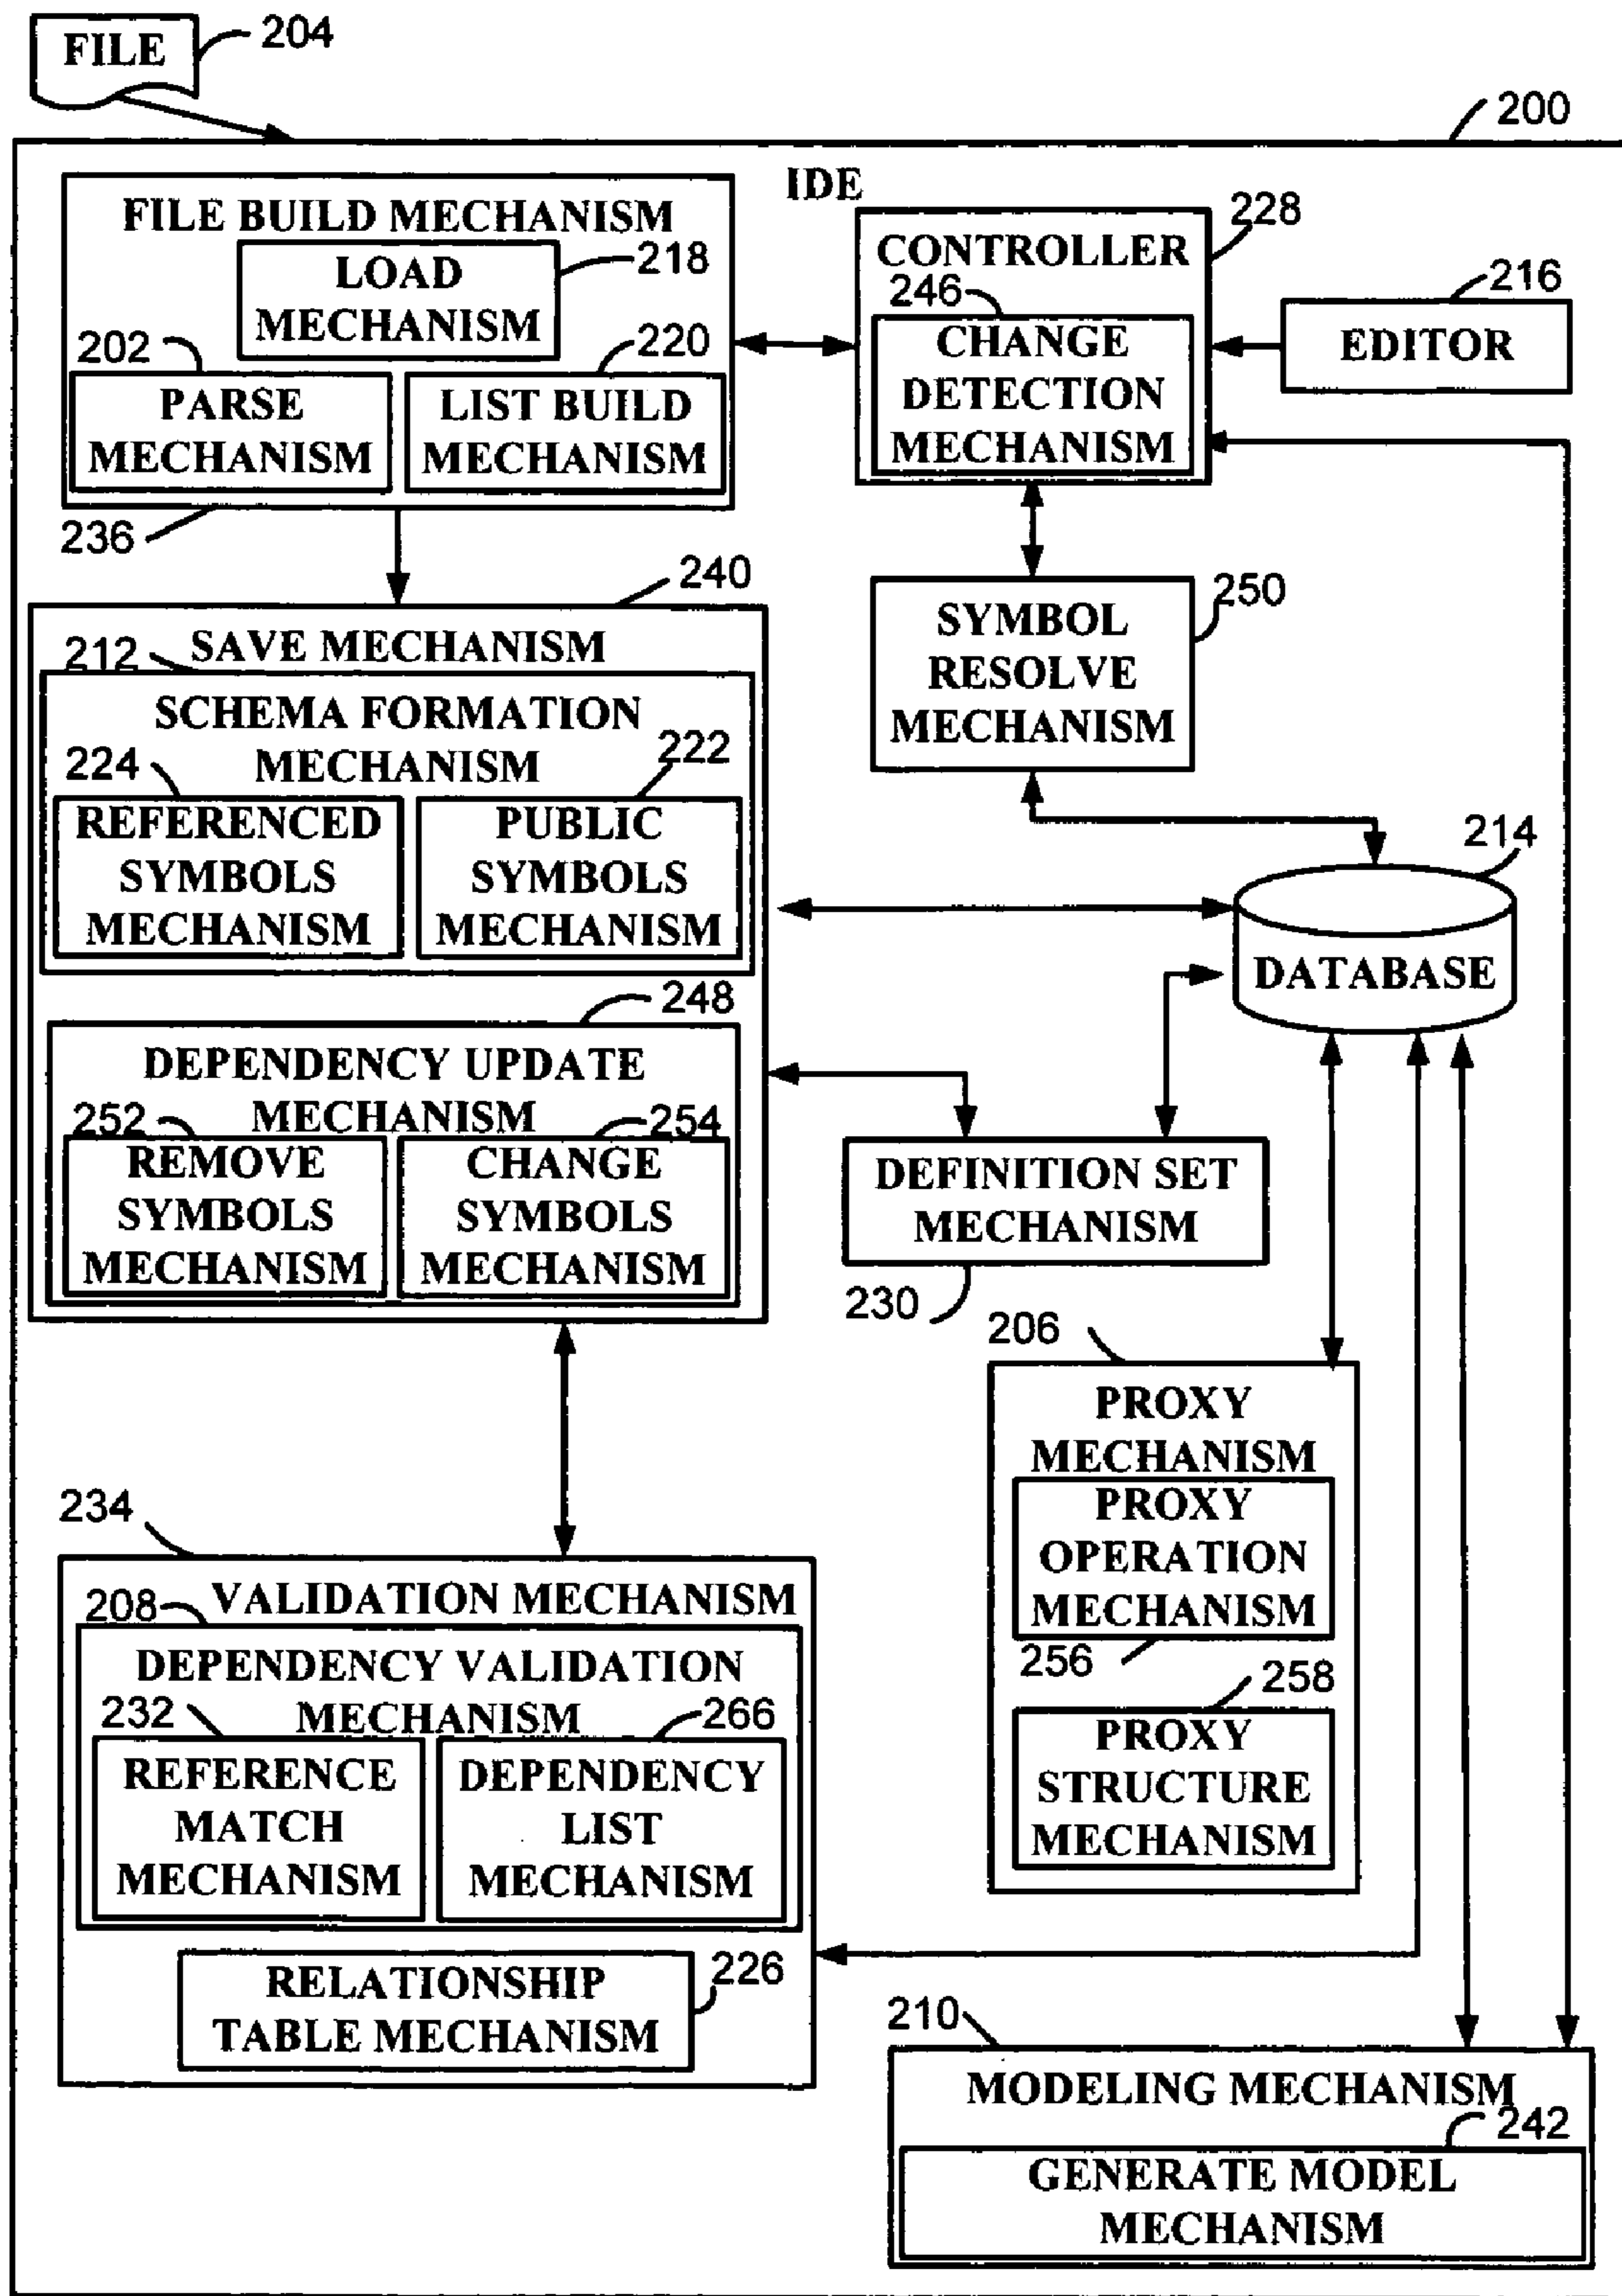 FILE
204
200
IDE
FILE BUILD MECHANISM
LOAD
MECHANISM
218
202
PARSE
MECHANISM
220
LIST BUILD
MECHANISM
236
228
CONTROLLER
246
CHANGE
DETECTION
MECHANISM
216
EDITOR
240
SAVE MECHANISM
212
SCHEMA FORMATION
MECHANISM
224
222
REFERENCED
SYMBOLS
MECHANISM
PUBLIC
SYMBOLS
MECHANISM
250
SYMBOL
RESOLVE
MECHANISM
214
DATABASE
248
DEPENDENCY UPDATE
MECHANISM
252
254
REMOVE
SYMBOLS
MECHANISM
CHANGE
SYMBOLS
MECHANISM
DEFINITION SET
MECHANISM
230
206
PROXY
MECHANISM
PROXY
OPERATION
MECHANISM
256
258
PROXY
STRUCTURE
MECHANISM
234
VALIDATION MECHANISM
208
DEPENDENCY VALIDATION
MECHANISM
232
266
REFERENCE
MATCH
MECHANISM
DEPENDENCY
LIST
MECHANISM
RELATIONSHIP
TABLE MECHANISM
226
210
MODELING MECHANISM
242
GENERATE MODEL
MECHANISM